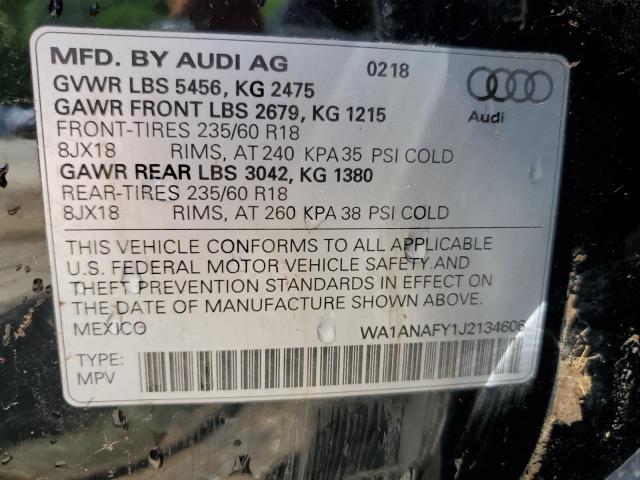 MFD. BY AUDI AG 0218
GVWR LBS 5456, KG 2475
GAWR FRONT LBS 2679, KG 1215
Audi
FRONT-TIRES 235/60 R18
8JX18 RIMS, AT 240 KPA 35 PSI COLD
GAWR REAR LBS 3042, KG 1380
REAR-TIRES 235/60 R18
8JX18 RIMS, AT 260 KPA 38 PSI COLD
THIS VEHICLE CONFORMS TO ALL APPLICABLE
U.S. FEDERAL MOTOR VEHICLE SAFETY AND
THEFT PREVENTION STANDARDS IN EFFECT ON
THE DATE OF MANUFACTURE SHOWN ABOVE.
MEXICO WA1ANAFY1J2134606
TYPE:
MPV